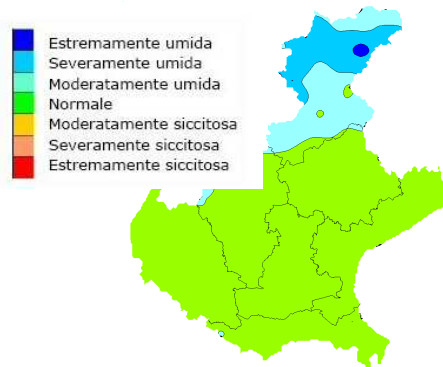 Estremamente umida
Severamente umida
Moderatamente umida
Normale
Moderatamente siccitosa
Severamente siccitosa
Estremamente siccitosa